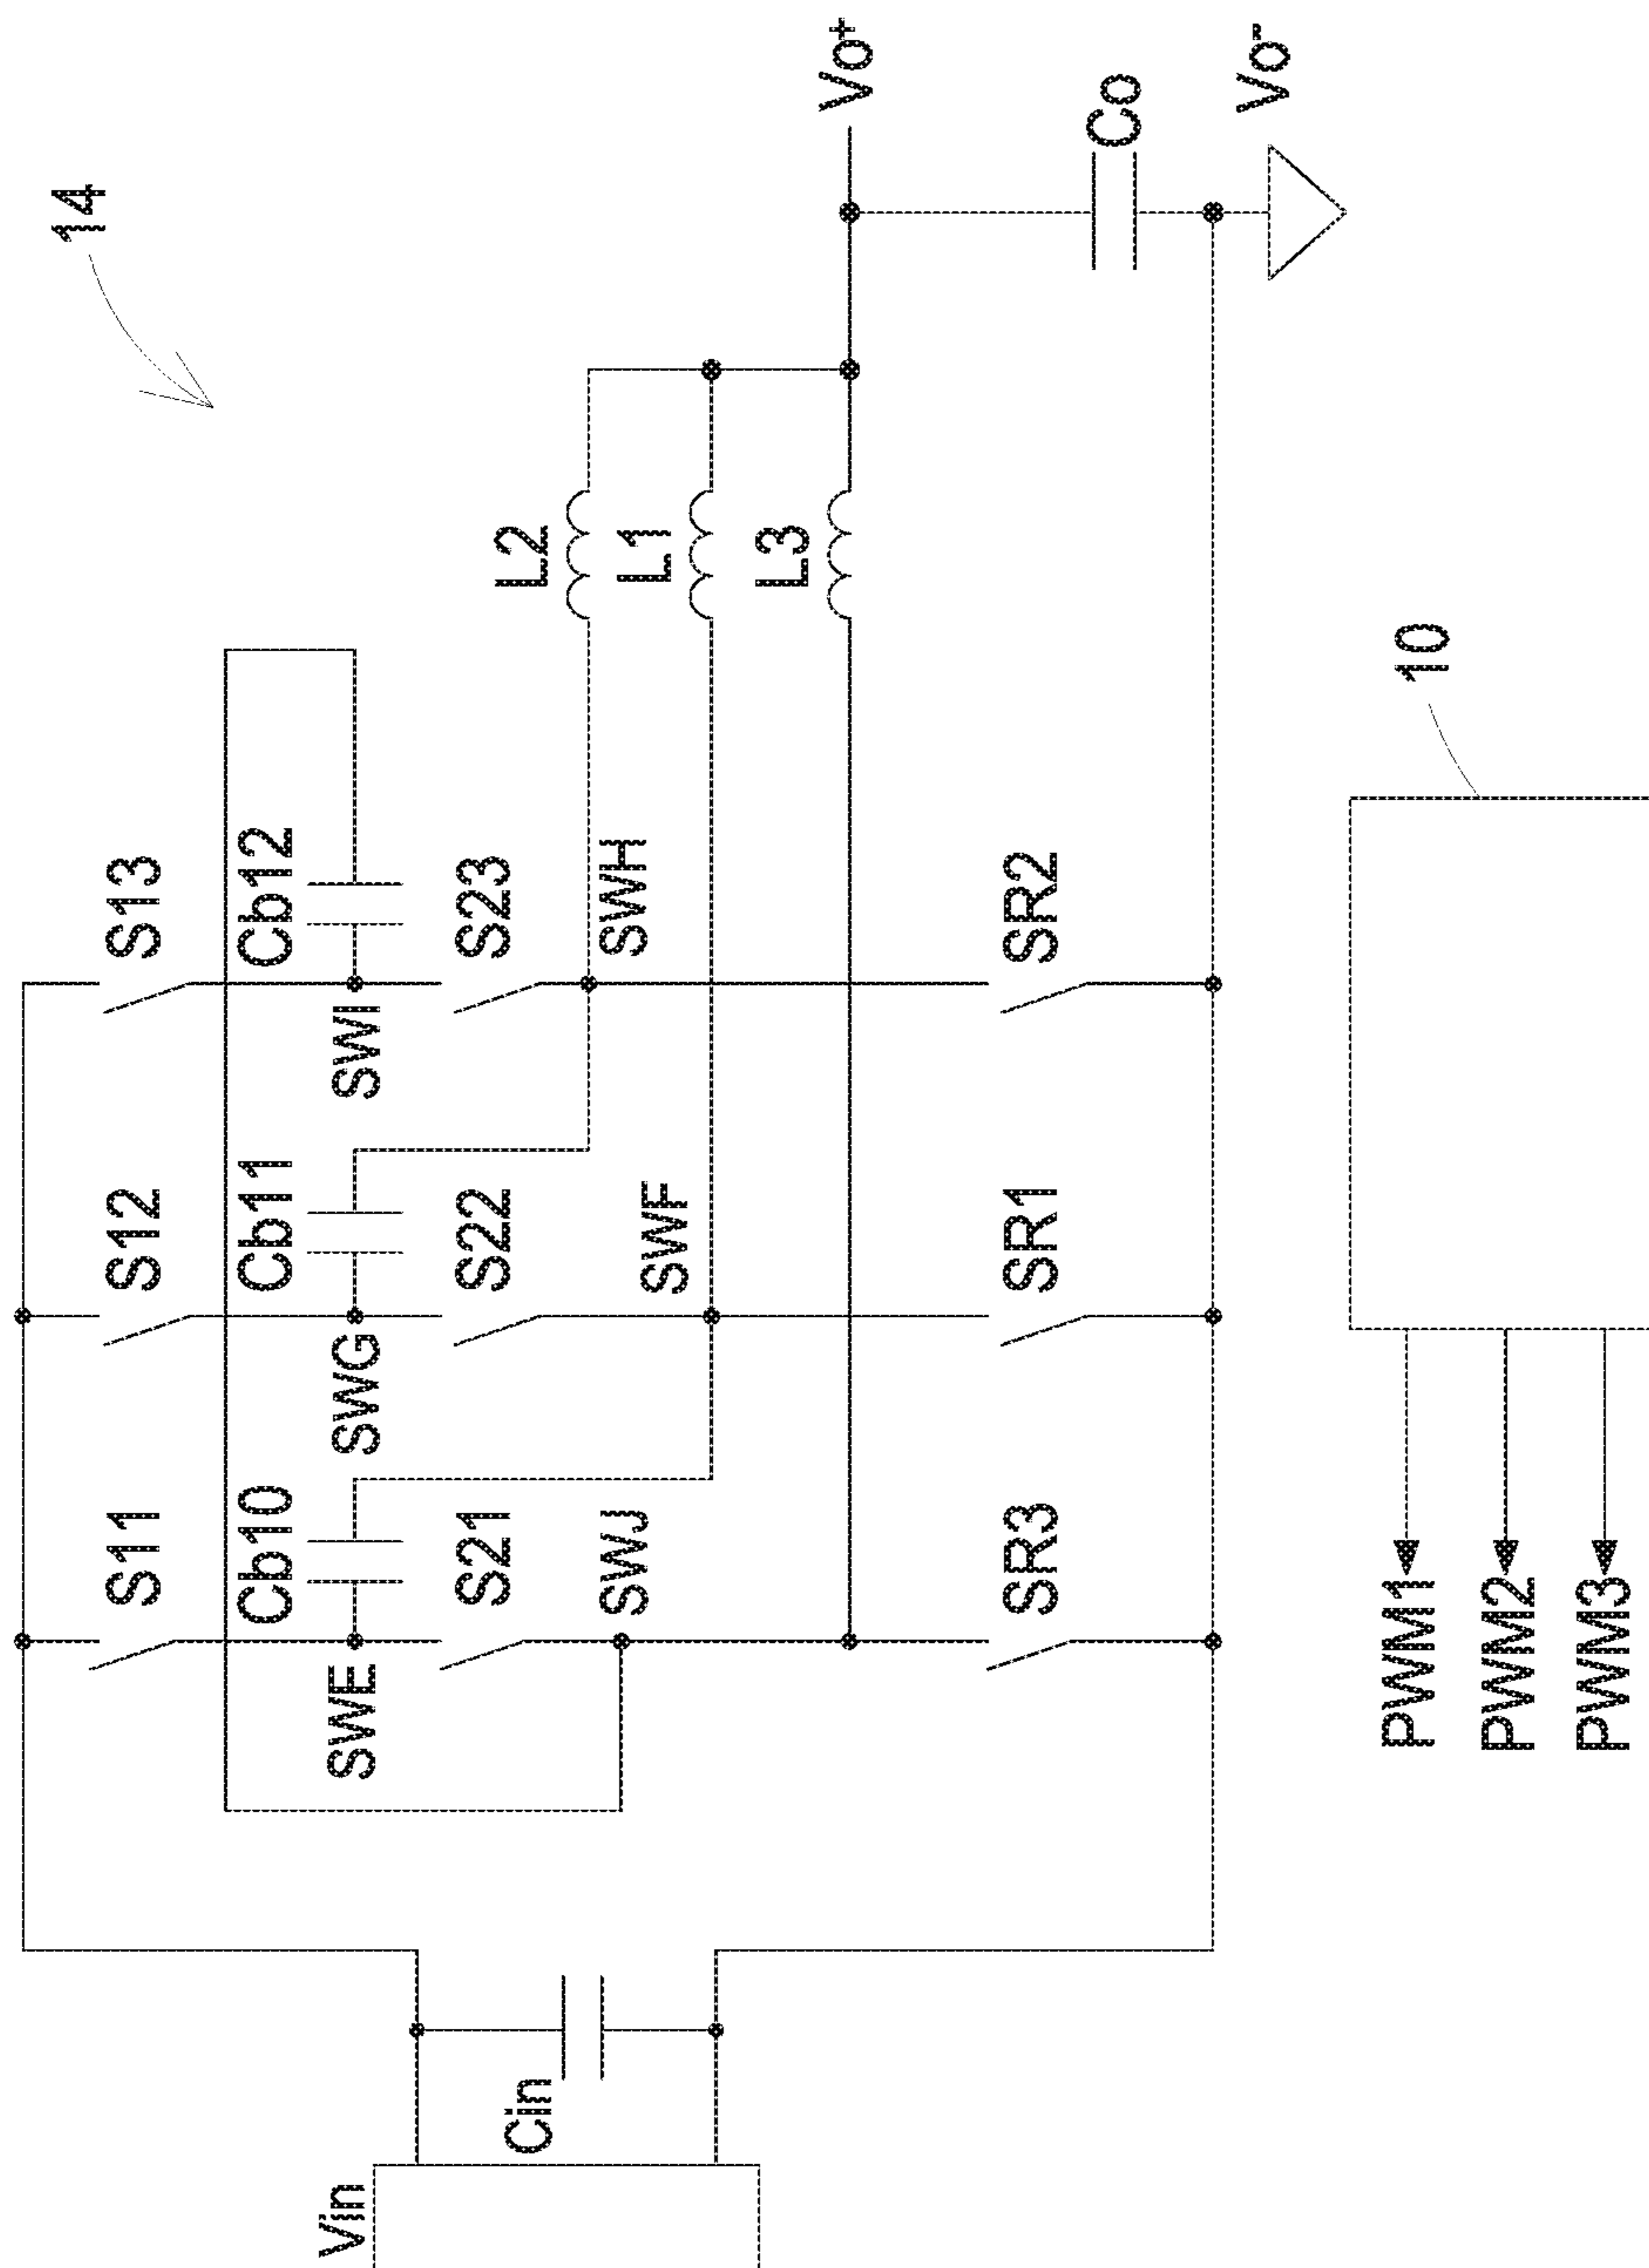 14
Vin
Cin
S11
S12
S13
Cb10
Cb11
Cb12
SWE
SWG
SWI
S21
S22
S23
SWJ
SWF
SWH
L2
L1
L3
Vo+
SR3
SR1
SR2
Co
Vo-
10
PWM1
PWM2
PWM3